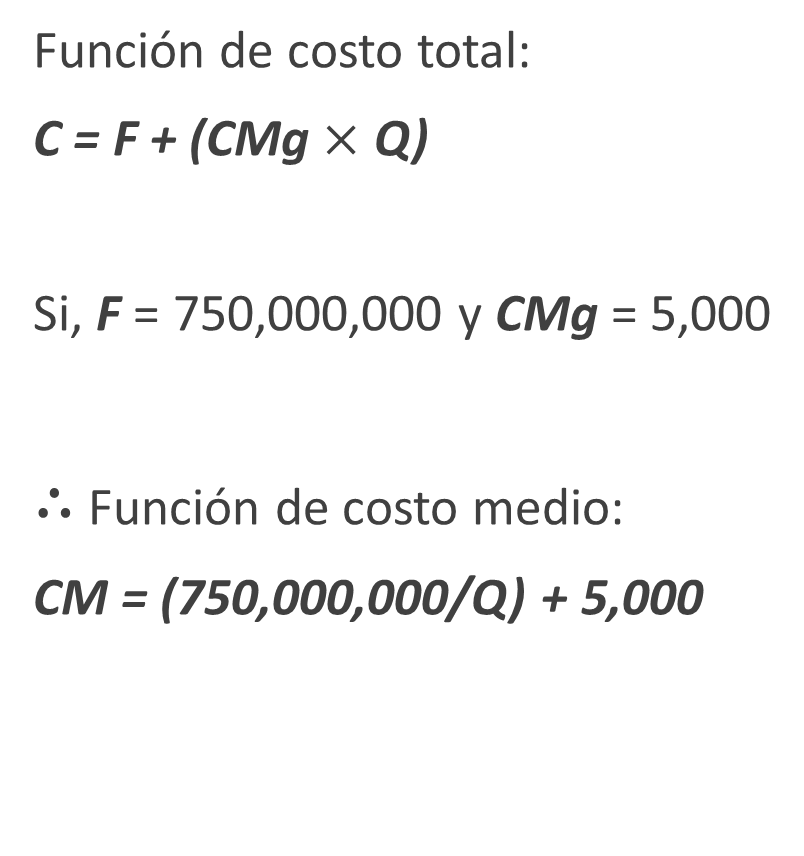 Función de costo total:
C = F + (CMg × Q)
Si, F = 750,000,000 y CMg = 5,000
∴ Función de costo medio:
CM = (750,000,000/Q) + 5,000